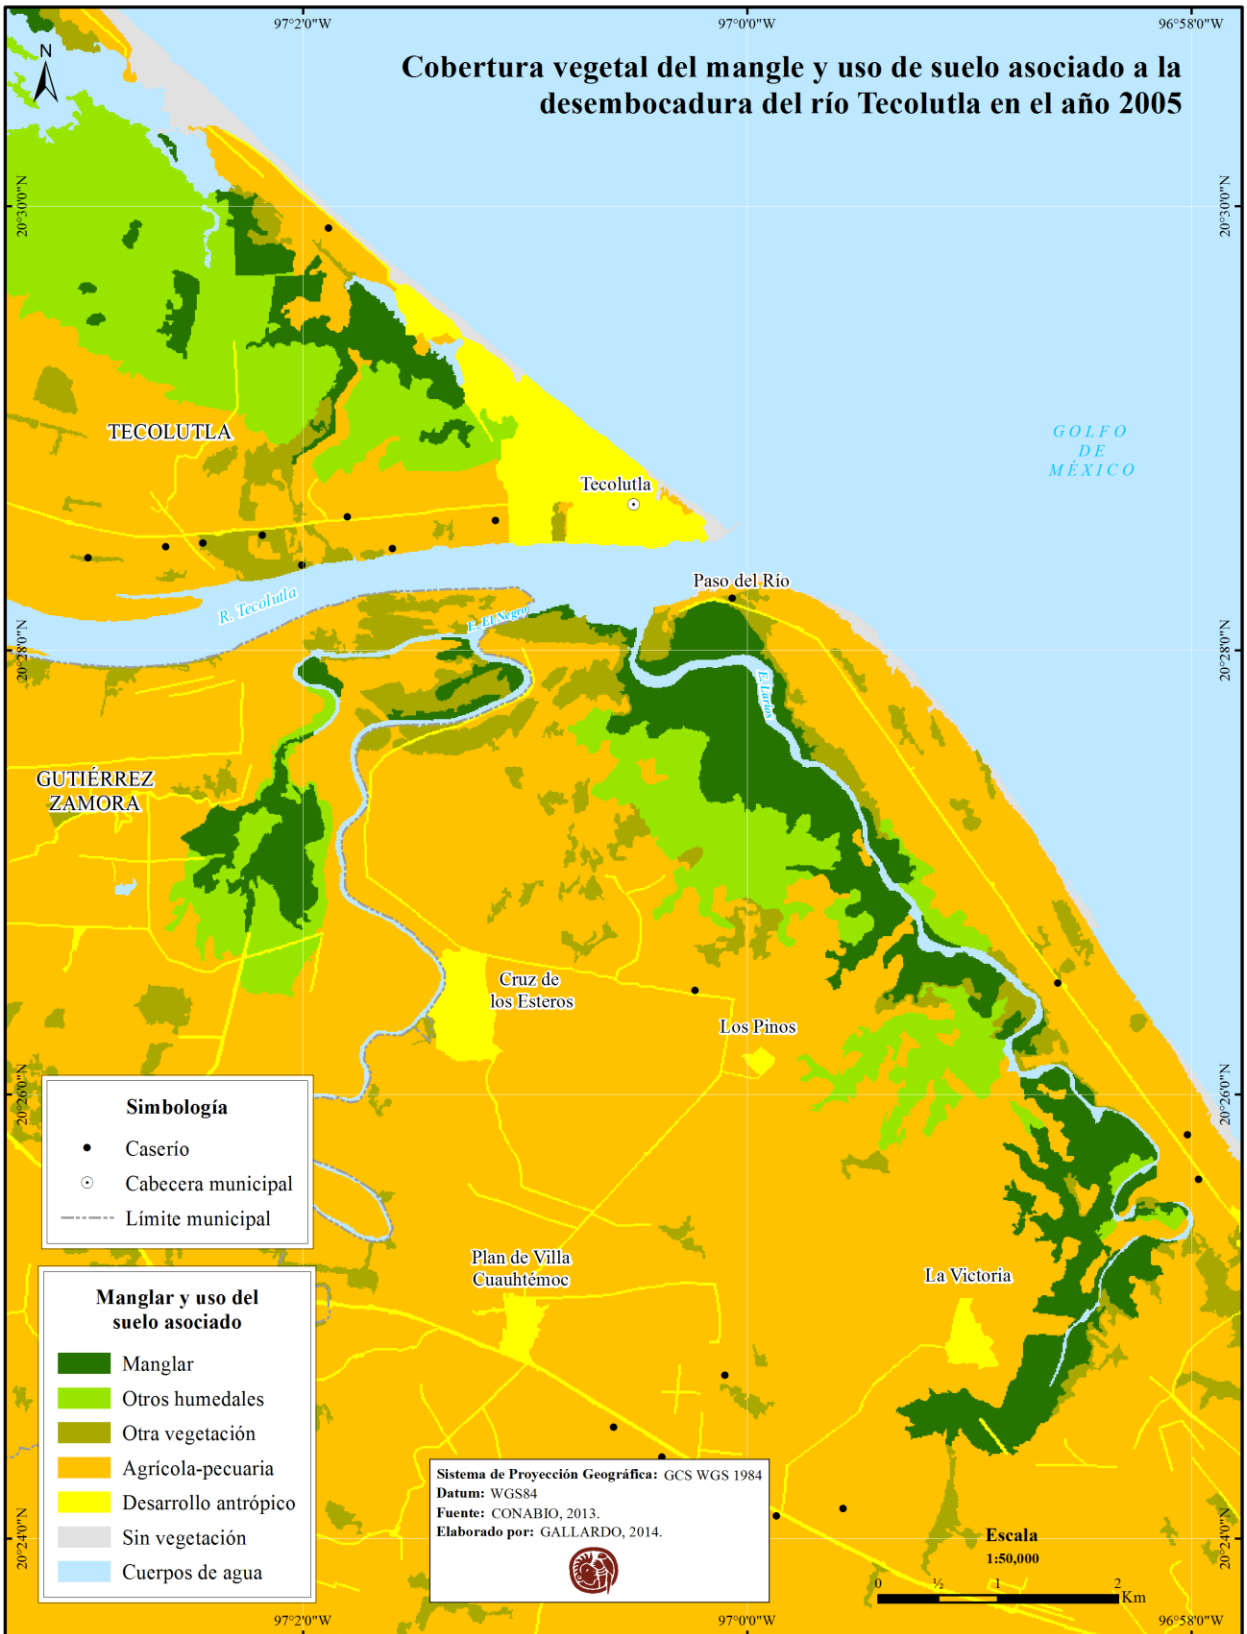 97°2'0"W
97°0'0"W
96°58'0"W
N
Cobertura vegetal del mangle y uso de suelo asociado a la
desembocadura del río Tecolutla en el año 2005
20°30'0"N
20°30'0"N
TECOLUTLA
GOLFO
DE
MÉXICO
Tecolutla
Paso del Río
R. Tecolutla
E. El Negro
20°28'0"N
20°28'0"N
E. Larios
GUTIÉRREZ
ZAMORA
Cruz de
los Esteros
Los Pinos
20°26'0"N
20°26'0"N
Simbología
Caserío
Cabecera municipal
Límite municipal
Plan de Villa
Cuauhtémoc
La Victoria
Manglar y uso del
suelo asociado
Manglar
Otros humedales
Otra vegetación
Agrícola-pecuaria
Desarrollo antrópico
Sin vegetación
Cuerpos de agua
Sistema de Proyección Geográfica: GCS WGS 1984
Datum: WGS84
Fuente: CONABIO, 2013.
Elaborado por: GALLARDO, 2014.
20°24'0"N
20°24'0"N
Escala
1:50,000
0 ½ 1 2
Km
97°2'0"W
97°0'0"W
96°58'0"W